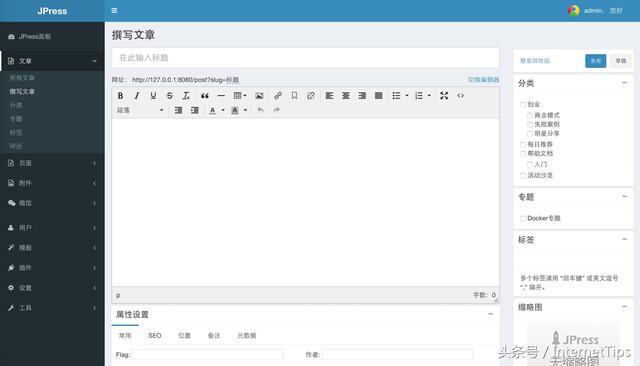 JPress
admin，您好
JPress面板
文章
所有文章
撰写文章
分类
专题
标签
评论
页面
附件
微信
用户
模板
插件
设置
工具
撰写文章
在此输入标题
网址： http://127.0.0.1:8080/post?slug=标题
切换编辑器
B I U S
段落
A A
p
字数：0
属性设置
常用 SEO 位置 备注 元数据
Flag:
作者:
移至回收站
发布
草稿
分类
创业
商业模式
失败案例
明星分享
每日推荐
帮助文档
入门
活动沙龙
专题
Docker专题
标签
多个标签请用 “回车键” 或英文逗号
“,” 隔开。
缩略图
JPress
无缩略图
头条号 / InternetTips